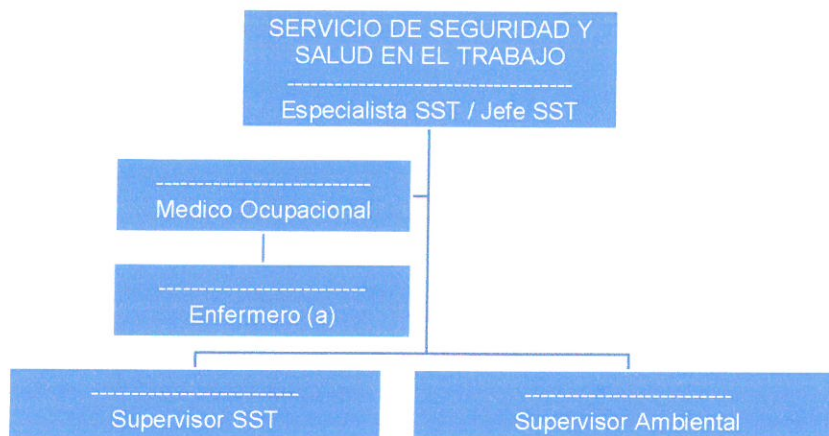 SERVICIO DE SEGURIDAD Y
SALUD EN EL TRABAJO
-----------------------------------
Especialista SST / Jefe SST
---------------------------
Medico Ocupacional
--------------------------
Enfermero (a)
--------------------------
Supervisor SST
--------------------------
Supervisor Ambiental